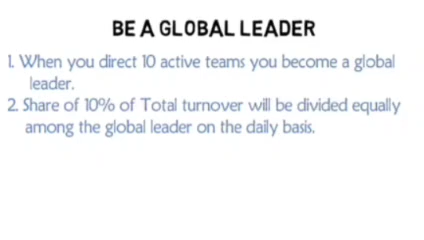 BE A GLOBAL LEADER
1. When you direct 10 active teams you become a global
leader.
2. Share of 10% of Total turnover will be divided equally
among the global leader on the daily basis.